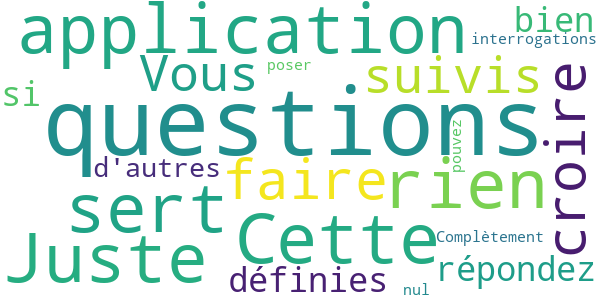 application
bien
interrogations
Vous
poser
suivis
si
questions
croire
pouvez
d'autres
faire
rien
sert
Cette
Juste
Complètement
définies
répondez
nul